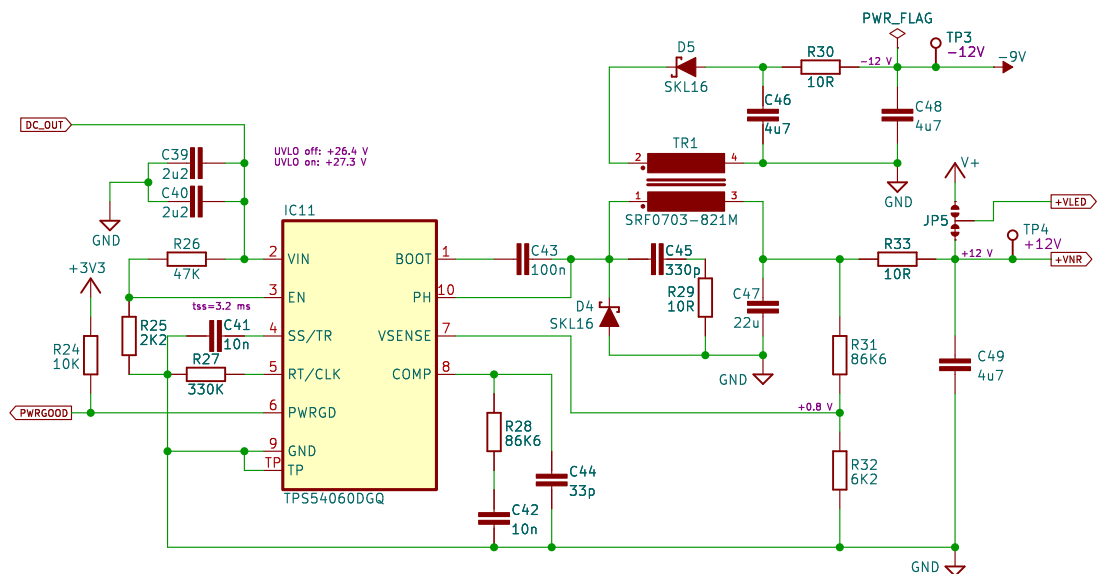 PWR_FLAG
TP3
-12V
D5
SKL16
R30
10R
-12 V
-9V
C46
4u7
C48
4u7
DC_OUT
C39
2u2
C40
2u2
GND
UVLO off: +26.4 V
UVLO on: +27.3 V
TR1
2
4
1
3
SRF0703-821M
GND
V+
JP5
+VLED
TP4
+12V
+12 V
+VNR
IC11
R26
47K
2
VIN
BOOT
1
C43
100n
C45
330p
R33
10R
+3V3
3
EN
PH
10
R29
10R
C47
22u
D4
SKL16
tss=3.2 ms
R25
2K2
C41
10n
4
SS/TR
VSENSE
7
R24
10K
R27
330K
5
RT/CLK
COMP
8
GND
R31
86K6
C49
4u7
PWRGOOD
6
PWRGD
+0.8 V
R28
86K6
9
GND
TP
TP
C44
33p
R32
6K2
TPS54060DGQ
C42
10n
GND